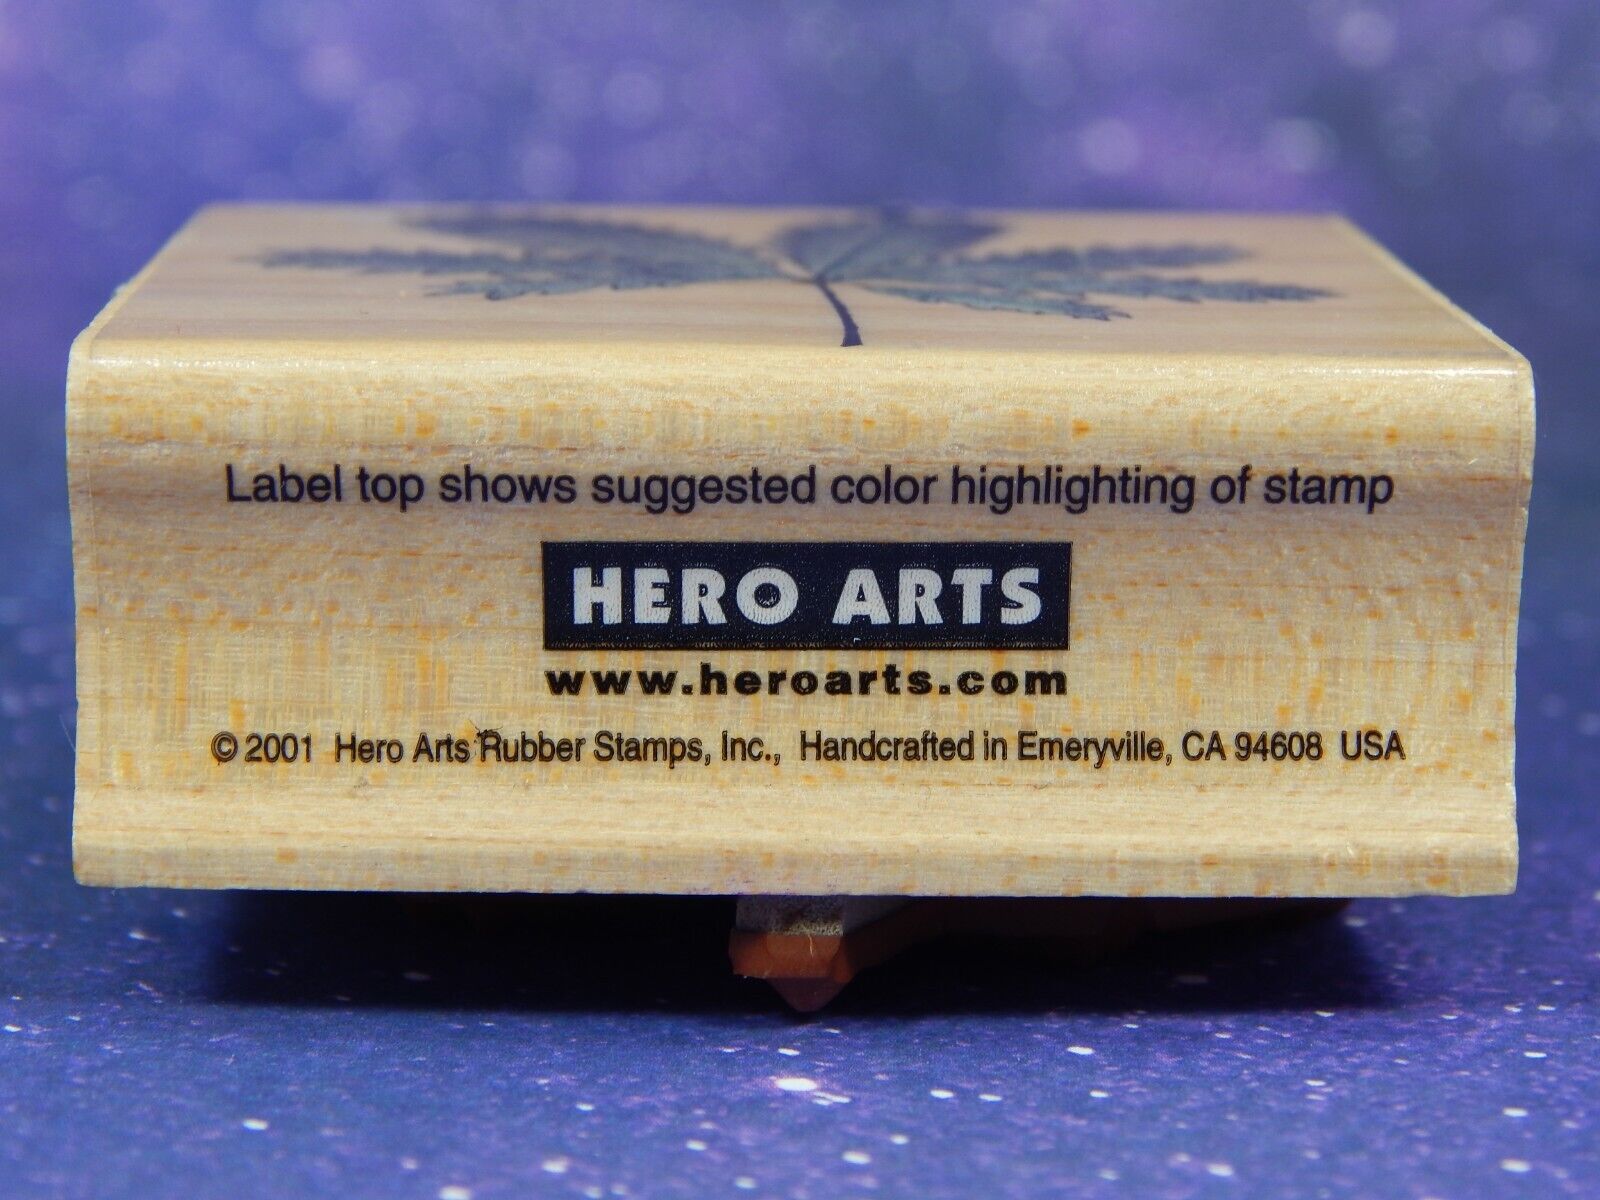 Label top shows suggested color highlighting of stamp
HERO ARTS
www.heroarts.com
© 2001 Hero Arts Rubber Stamps, Inc., Handcrafted in Emeryville, CA 94608 USA